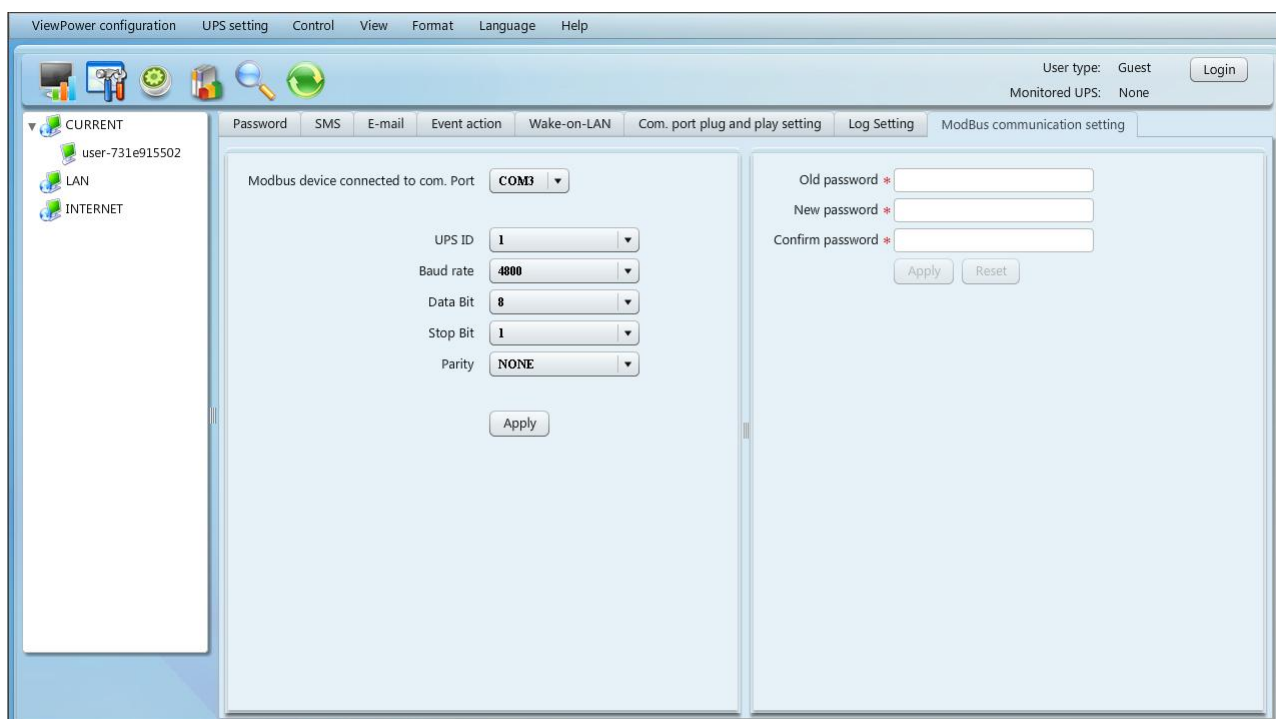 ViewPower configuration UPS setting Control View Format Language Help
User type: Guest Login
Monitored UPS: None
CURRENT
user-731e915502
LAN
INTERNET
Password SMS E-mail Event action Wake-on-LAN Com. port plug and play setting Log Setting ModBus communication setting
Modbus device connected to com. Port COM3
UPS ID 1
Baud rate 4800
Data Bit 8
Stop Bit 1
Parity NONE
Apply
Old password *
New password *
Confirm password *
Apply Reset